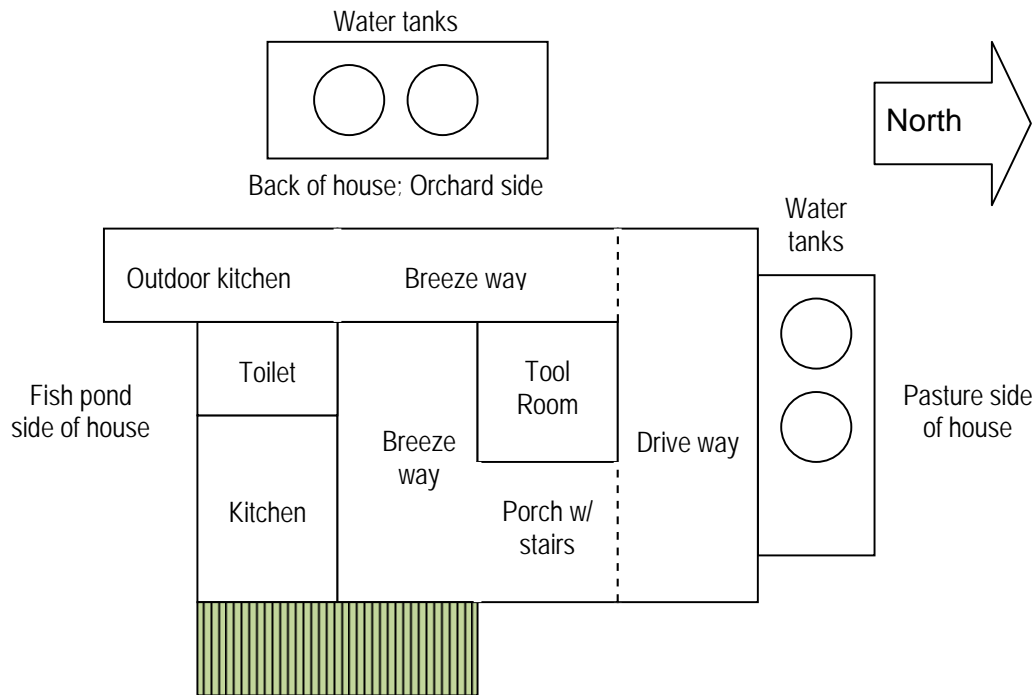 Water tanks
North
Back of house; Orchard side
Water
tanks
Outdoor kitchen
Breeze way
Fish pond
side of house
Toilet
Tool
Room
Pasture side
of house
Breeze
way
Drive way
Kitchen
Porch w/
stairs